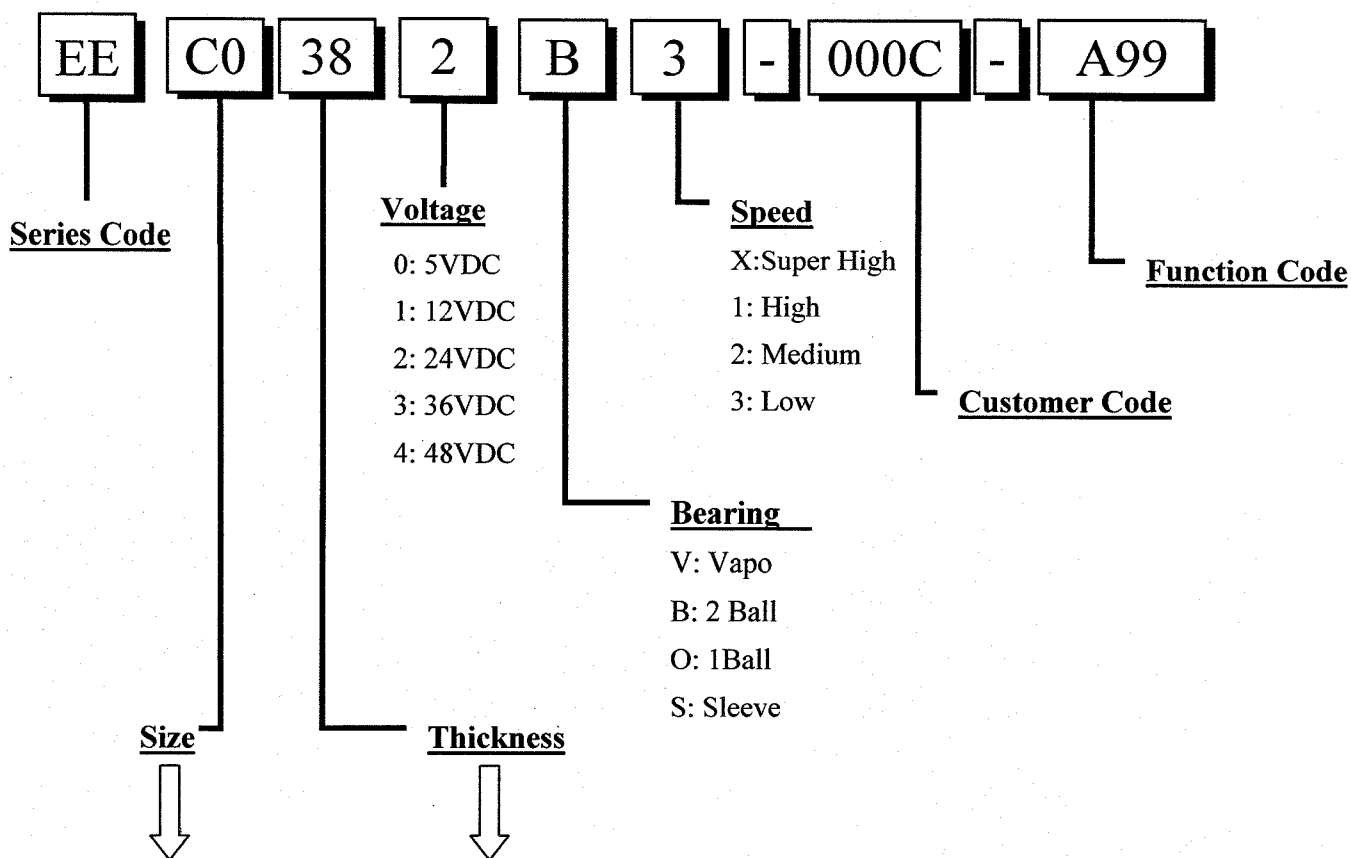 EE C0 38 2 B 3 - 000C - A99
Series Code
Voltage
0: 5VDC
1: 12VDC
2: 24VDC
3: 36VDC
4: 48VDC
Speed
X:Super High
1: High
2: Medium
3: Low
Function Code
Customer Code
Bearing
V: Vapo
B: 2 Ball
O: 1Ball
S: Sleeve
Size
Thickness